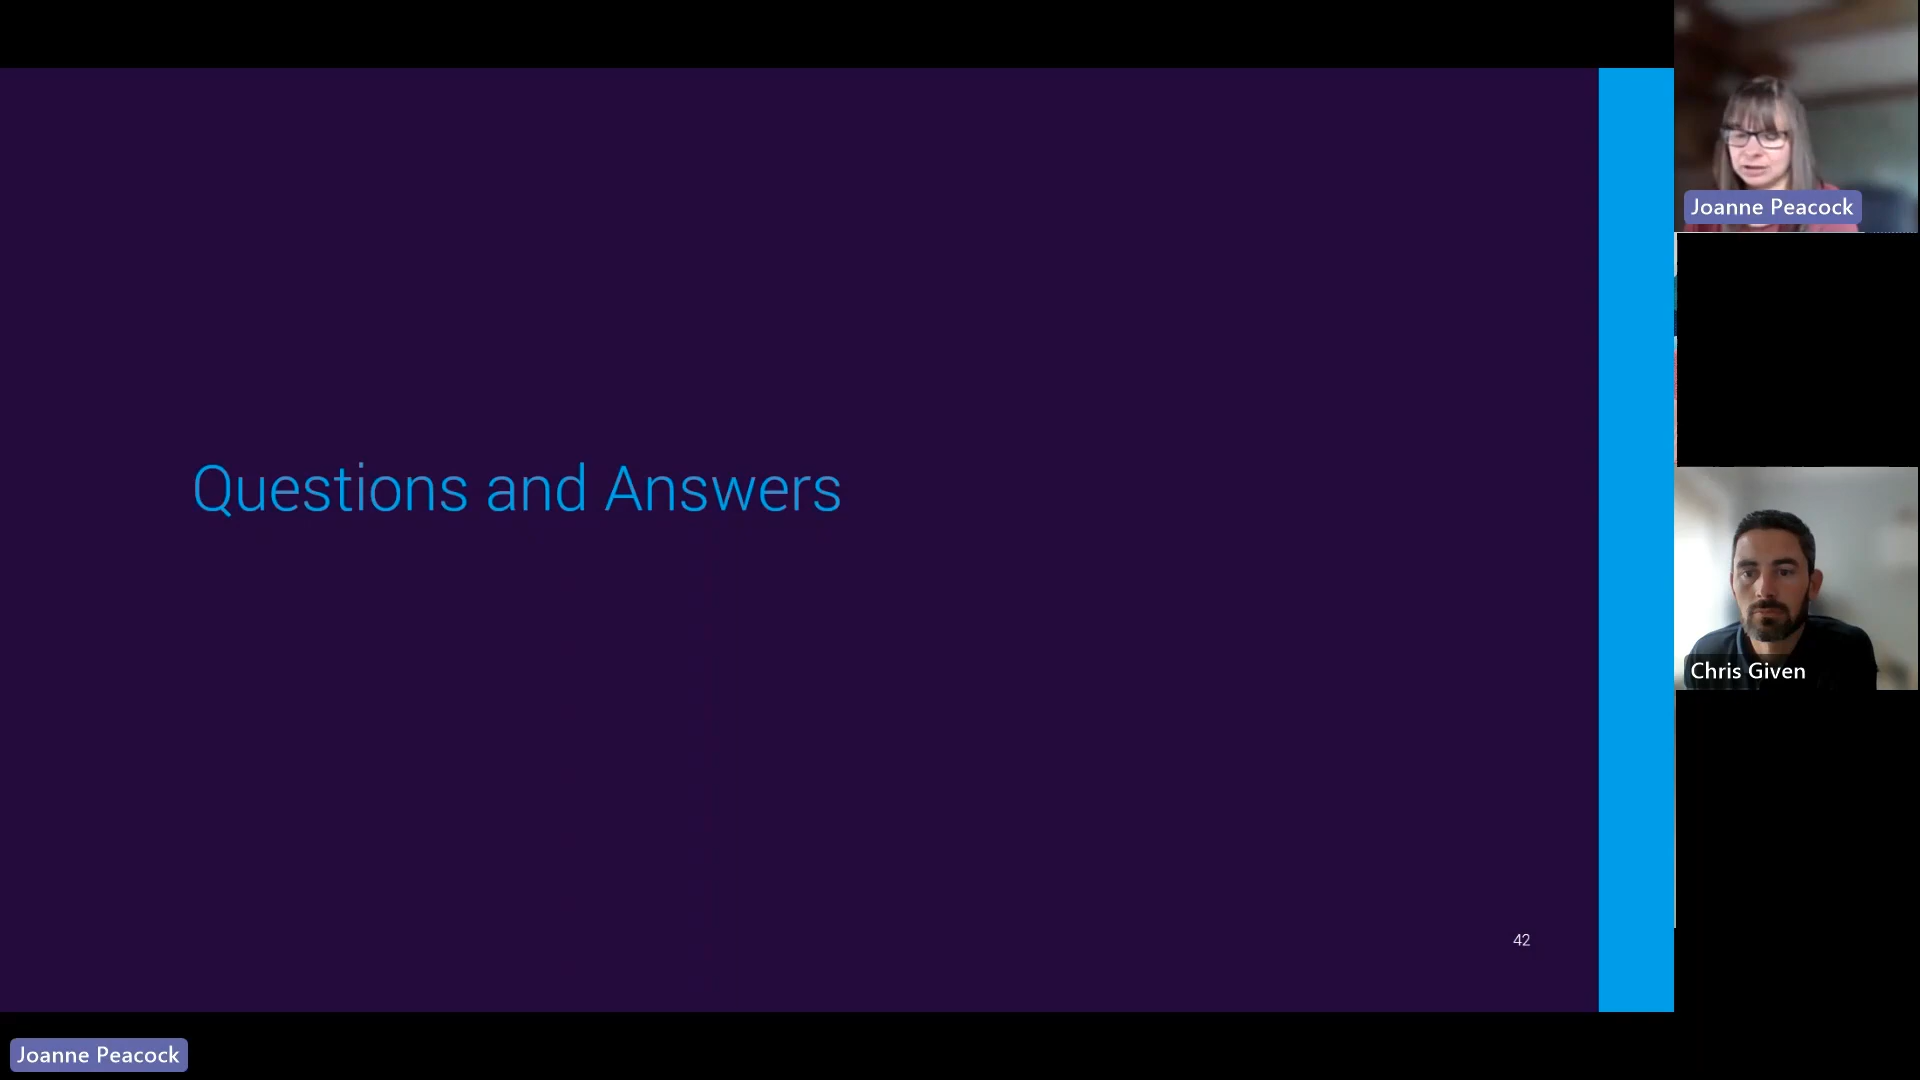 Joanne Peacock
Questions and Answers
Chris Given
42
Joanne Peacock